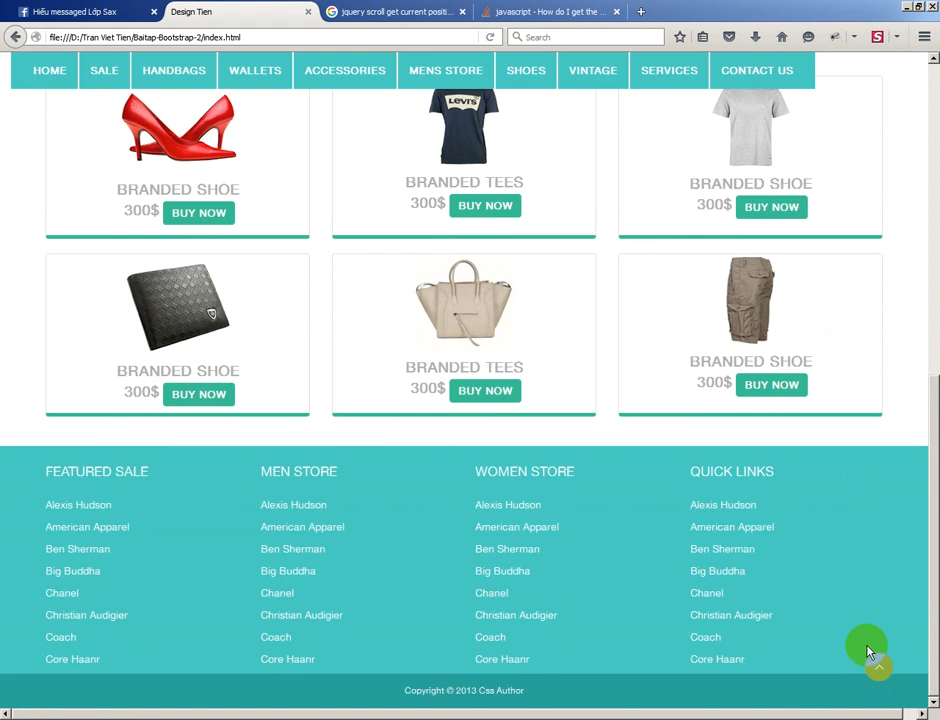 Hiếu messaged Lớp Sax
Design Tien
jquery scroll get current positi...
javascript - How do I get the ...
file:///D:/Tran Viet Tien/Baitap-Bootstrap-2/index.html
Search
HOME SALE HANDBAGS WALLETS ACCESSORIES MENS STORE SHOES VINTAGE SERVICES CONTACT US
LEVI'S
BRANDED SHOE
300$ BUY NOW
BRANDED TEES
300$ BUY NOW
BRANDED SHOE
300$ BUY NOW
BRANDED SHOE
300$ BUY NOW
BRANDED TEES
300$ BUY NOW
BRANDED SHOE
300$ BUY NOW
FEATURED SALE
Alexis Hudson
American Apparel
Ben Sherman
Big Buddha
Chanel
Christian Audigier
Coach
Core Haanr
MEN STORE
Alexis Hudson
American Apparel
Ben Sherman
Big Buddha
Chanel
Christian Audigier
Coach
Core Haanr
WOMEN STORE
Alexis Hudson
American Apparel
Ben Sherman
Big Buddha
Chanel
Christian Audigier
Coach
Core Haanr
QUICK LINKS
Alexis Hudson
American Apparel
Ben Sherman
Big Buddha
Chanel
Christian Audigier
Coach
Core Haanr
Copyright © 2013 Css Author